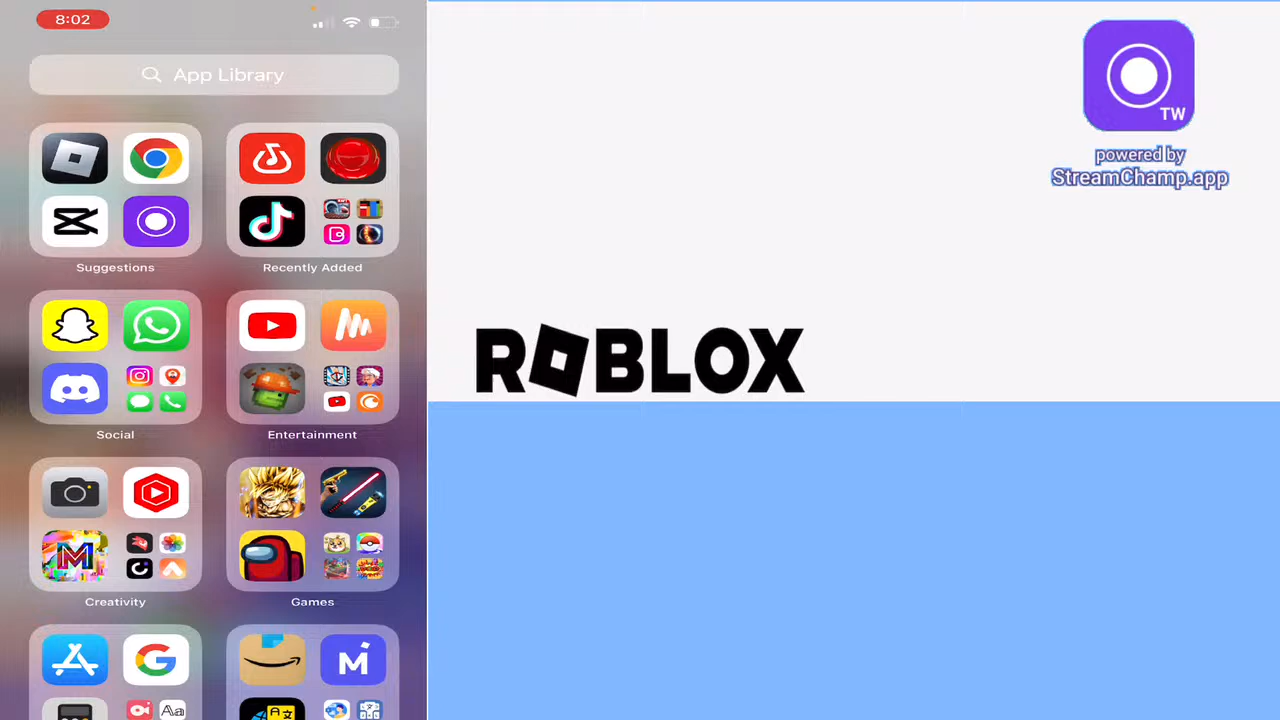 8:02
App Library
Suggestions
Recently Added
Social
Entertainment
Creativity
Games
M
M
TW
powered by
StreamChamp.app
ROBLOX